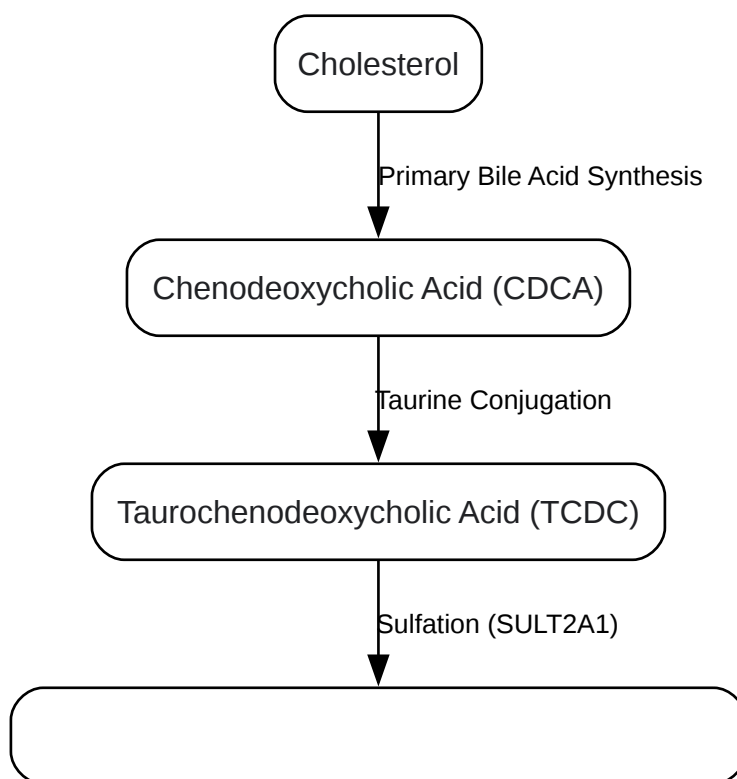 Cholesterol
Primary Bile Acid Synthesis
Chenodeoxycholic Acid (CDCA)
Taurine Conjugation
Taurochenodeoxycholic Acid (TCDC)
Sulfation (SULT2A1)